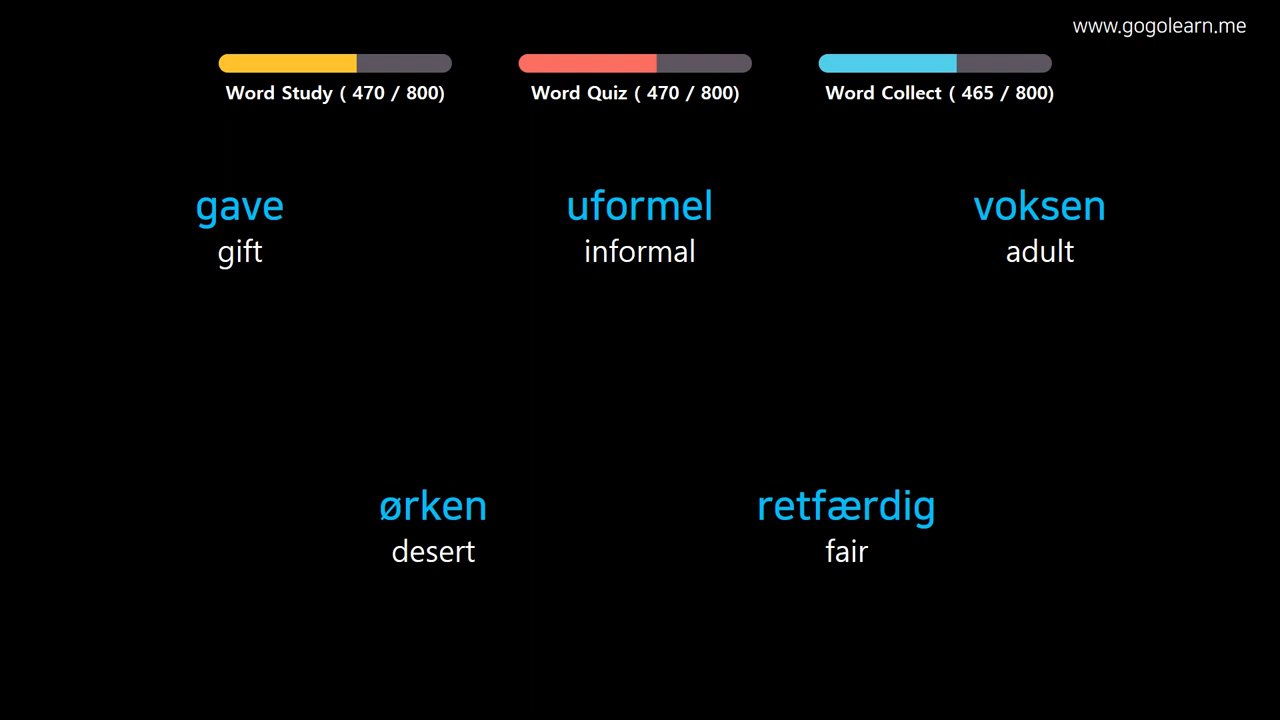 www.gogolearn.me
Word Study ( 470 / 800)
Word Quiz ( 470 / 800)
Word Collect ( 465 / 800)
gave
gift
uformel
informal
voksen
adult
ørken
desert
retfærdig
fair